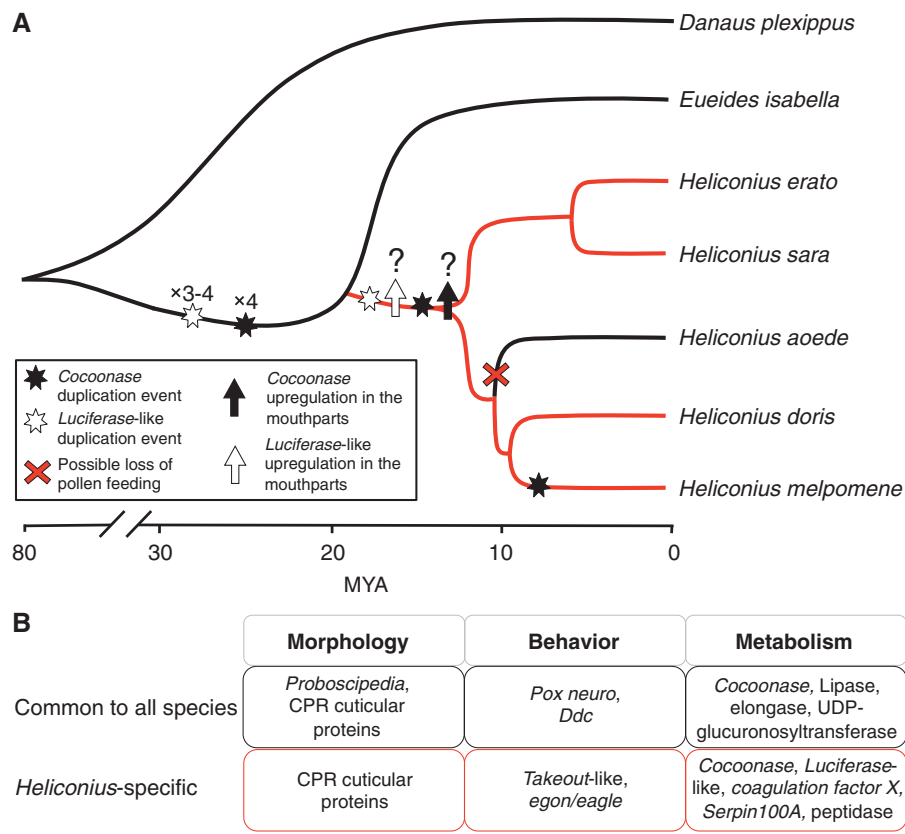 A
Danaus plexippus
Eueides isabella
Heliconius erato
Heliconius sara
?
?
×3-4
×4
Heliconius aoede
Heliconius doris
Heliconius melpomene
Cocoonase
duplication event
Luciferase-like
duplication event
Possible loss of
pollen feeding
Cocoonase
upregulation in the
mouthparts
Luciferase-like
upregulation in the
mouthparts
80
30
20
10
0
MYA
B
Morphology
Behavior
Metabolism
Common to all species
Proboscipedia,
CPR cuticular
proteins
Pox neuro,
Ddc
Cocoonase, Lipase,
elongase, UDP-
glucuronosyltransferase
Heliconius-specific
CPR cuticular
proteins
Takeout-like,
egon/eagle
Cocoonase, Luciferase-
like, coagulation factor X,
Serpin100A, peptidase